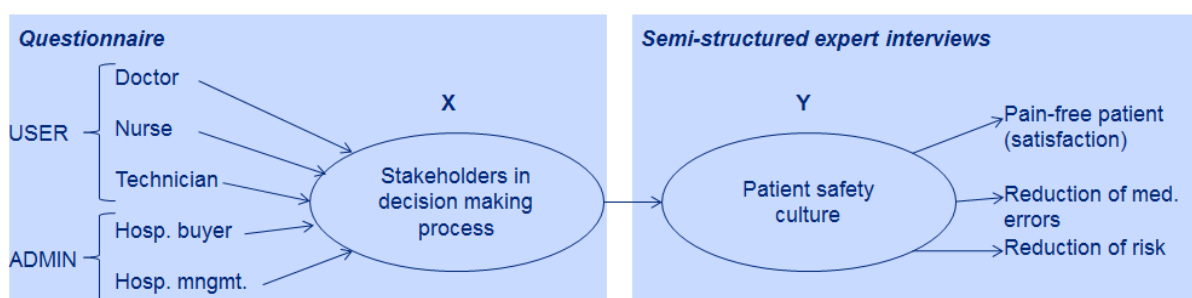 Questionnaire
USER
Doctor
Nurse
Technician
ADMIN
Hosp. buyer
Hosp. mngmt.
X
Stakeholders in
decision making
process
Semi-structured expert interviews
Y
Patient safety
culture
Pain-free patient
(satisfaction)
Reduction of med.
errors
Reduction of risk